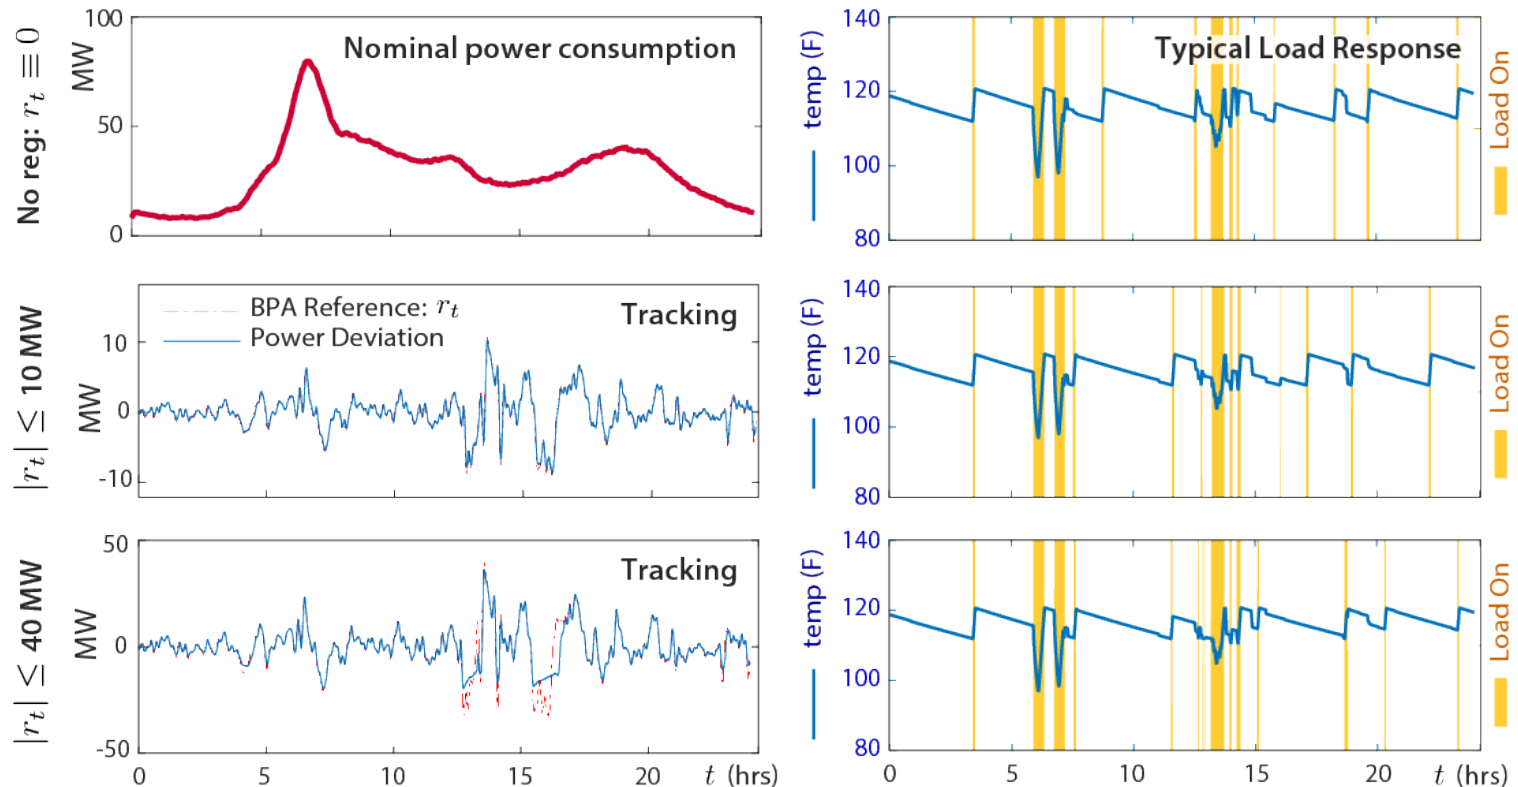 No reg: r_t ≡ 0
MW
100
50
0
Nominal power consumption
temp (F)
140
120
100
80
Typical Load Response
Load On
|r_t| ≤ 10 MW
MW
10
0
-10
BPA Reference: r_t
Power Deviation
Tracking
temp (F)
140
120
100
80
Load On
|r_t| ≤ 40 MW
MW
50
0
-50
Tracking
0 5 10 15 20 t (hrs)
temp (F)
140
120
100
80
Load On
0 5 10 15 20 t (hrs)